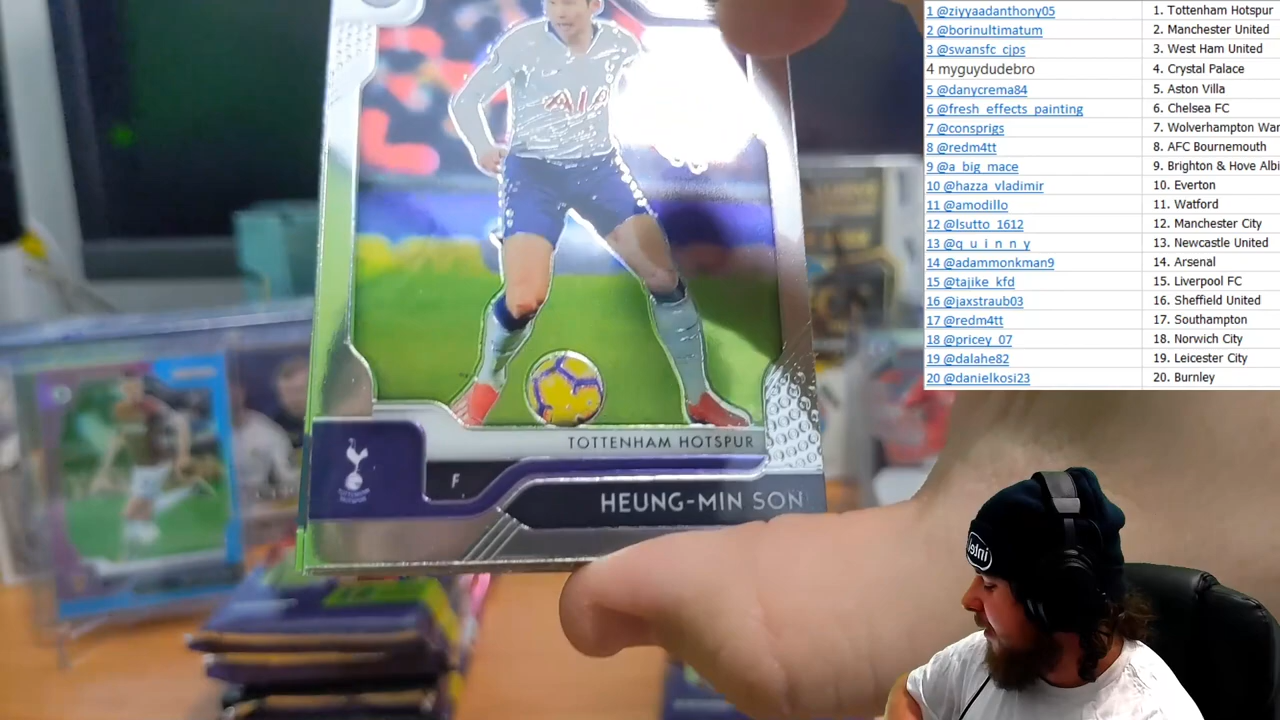 1 @ziyyaadanthony05 1. Tottenham Hotspur
2 @borinultimatum 2. Manchester United
3 @swansfc_cjps 3. West Ham United
4 myguydudebro 4. Crystal Palace
5 @danycrema84 5. Aston Villa
6 @fresh_effects_painting 6. Chelsea FC
7 @consprigs 7. Wolverhampton Wan
8 @redm4tt 8. AFC Bournemouth
9 @a_big_mace 9. Brighton & Hove Albi
10 @hazza_vladimir 10. Everton
11 @amodillo 11. Watford
12 @lsutto_1612 12. Manchester City
13 @q_u_i_n_n_y 13. Newcastle United
14 @adammonkman9 14. Arsenal
15 @tajike_kfd 15. Liverpool FC
16 @jaxstraub03 16. Sheffield United
17 @redm4tt 17. Southampton
18 @pricey_07 18. Norwich City
19 @dalahe82 19. Leicester City
20 @danielkosi23 20. Burnley
AIA
TOTTENHAM HOTSPUR
F
TOTTENHAM
HOTSPUR
HEUNG-MIN SON
intel